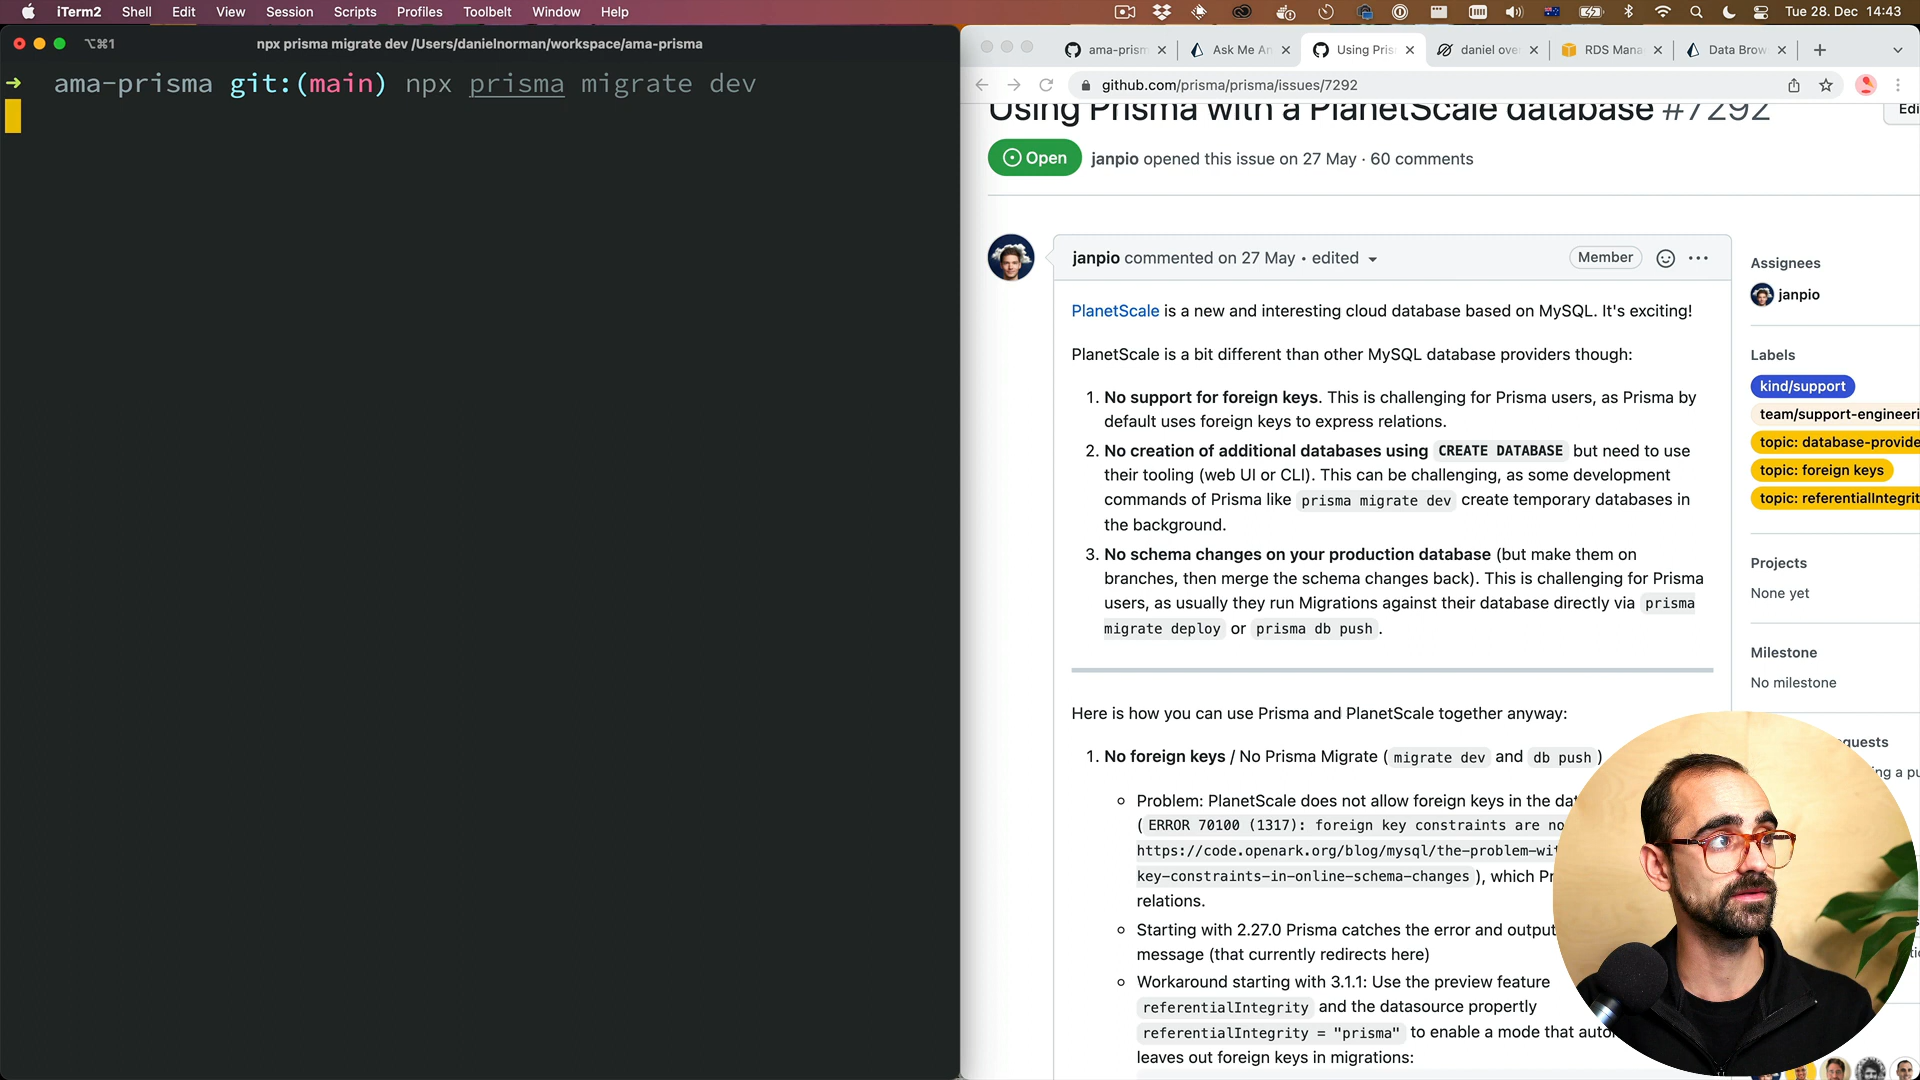 iTerm2 Shell Edit View Session Scripts Profiles Toolbelt Window Help
Tue 28. Dec 14:43
⌥⌘1 npx prisma migrate dev /Users/danielnorman/workspace/ama-prisma
→ ama-prisma git:(main) npx prisma migrate dev
ama-prism Ask Me An Using Pris daniel over RDS Mana Data Brow
github.com/prisma/prisma/issues/7292
Using Prisma with a PlanetScale database #7292
Edi
Open janpio opened this issue on 27 May · 60 comments
janpio commented on 27 May • edited
Member
PlanetScale is a new and interesting cloud database based on MySQL. It's exciting!
PlanetScale is a bit different than other MySQL database providers though:
1. No support for foreign keys. This is challenging for Prisma users, as Prisma by
default uses foreign keys to express relations.
2. No creation of additional databases using CREATE DATABASE but need to use
their tooling (web UI or CLI). This can be challenging, as some development
commands of Prisma like prisma migrate dev create temporary databases in
the background.
3. No schema changes on your production database (but make them on
branches, then merge the schema changes back). This is challenging for Prisma
users, as usually they run Migrations against their database directly via prisma
migrate deploy or prisma db push.
Here is how you can use Prisma and PlanetScale together anyway:
1. No foreign keys / No Prisma Migrate ( migrate dev and db push )
○ Problem: PlanetScale does not allow foreign keys in the dat
( ERROR 70100 (1317): foreign key constraints are no
https://code.openark.org/blog/mysql/the-problem-wit
key-constraints-in-online-schema-changes ), which Pr
relations.
○ Starting with 2.27.0 Prisma catches the error and output
message (that currently redirects here)
○ Workaround starting with 3.1.1: Use the preview feature
referentialIntegrity and the datasource propertly
referentialIntegrity = "prisma" to enable a mode that auto
leaves out foreign keys in migrations:
Assignees
janpio
Labels
kind/support
team/support-engineeri
topic: database-provide
topic: foreign keys
topic: referentialIntegrit
Projects
None yet
Milestone
No milestone
quests
ing a pu